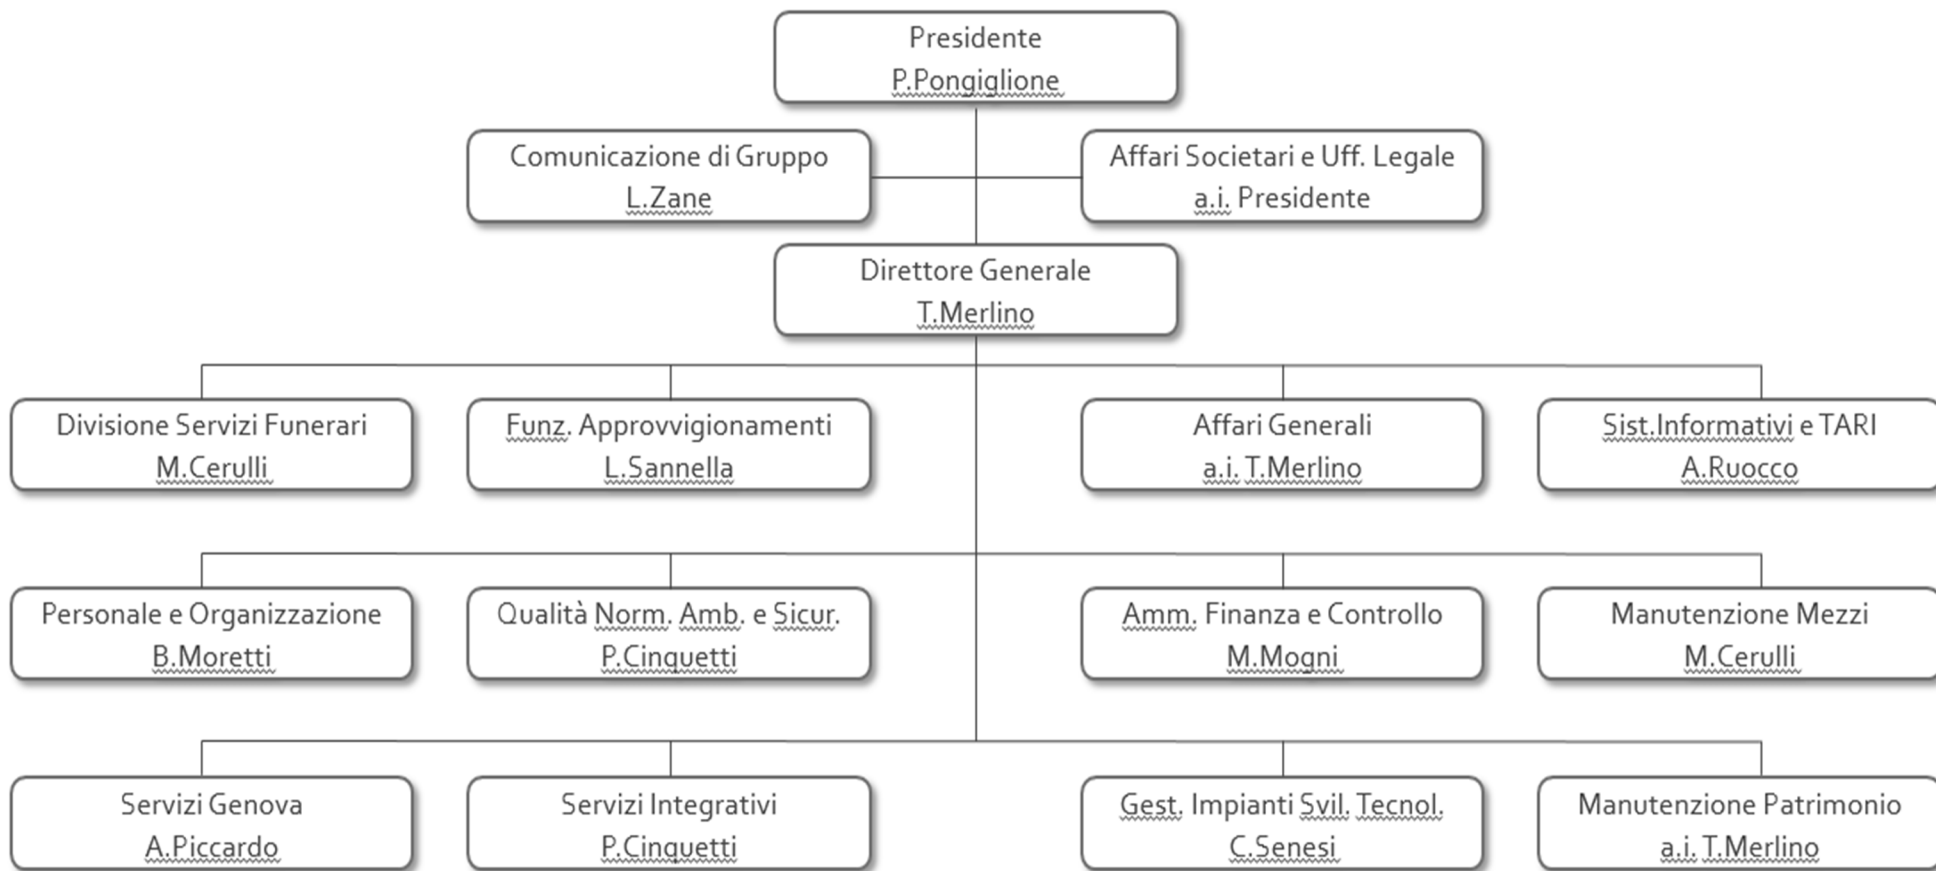 Presidente
P.Pongiglione
Comunicazione di Gruppo
L.Zane
Affari Societari e Uff. Legale
a.i. Presidente
Direttore Generale
T.Merlino
Divisione Servizi Funerari
M.Cerulli
Funz. Approvvigionamenti
L.Sannella
Affari Generali
a.i. T.Merlino
Sist.Informativi e TARI
A.Ruocco
Personale e Organizzazione
B.Moretti
Qualità Norm. Amb. e Sicur.
P.Cinquetti
Amm. Finanza e Controllo
M.Mogni
Manutenzione Mezzi
M.Cerulli
Servizi Genova
A.Piccardo
Servizi Integrativi
P.Cinquetti
Gest. Impianti Svil. Tecnol.
C.Senesi
Manutenzione Patrimonio
a.i. T.Merlino